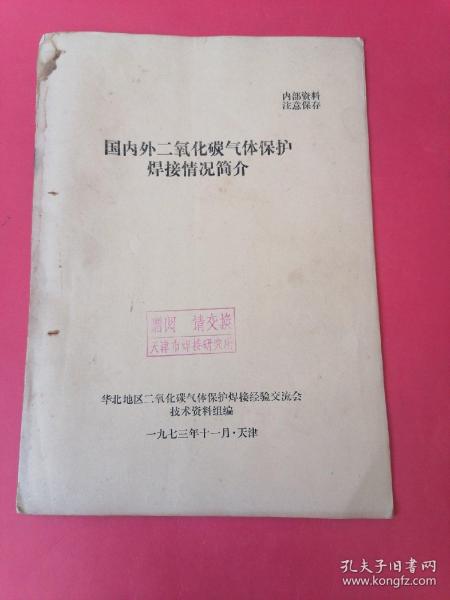 内部资料
注意保存
国内外二氧化碳气体保护
焊接情况简介
赠阅 请交换
天津市焊接研究所
华北地区二氧化碳气体保护焊接经验交流会
技术资料组编
一九七三年十一月·天津
孔夫子旧书网
www.kongfz.com